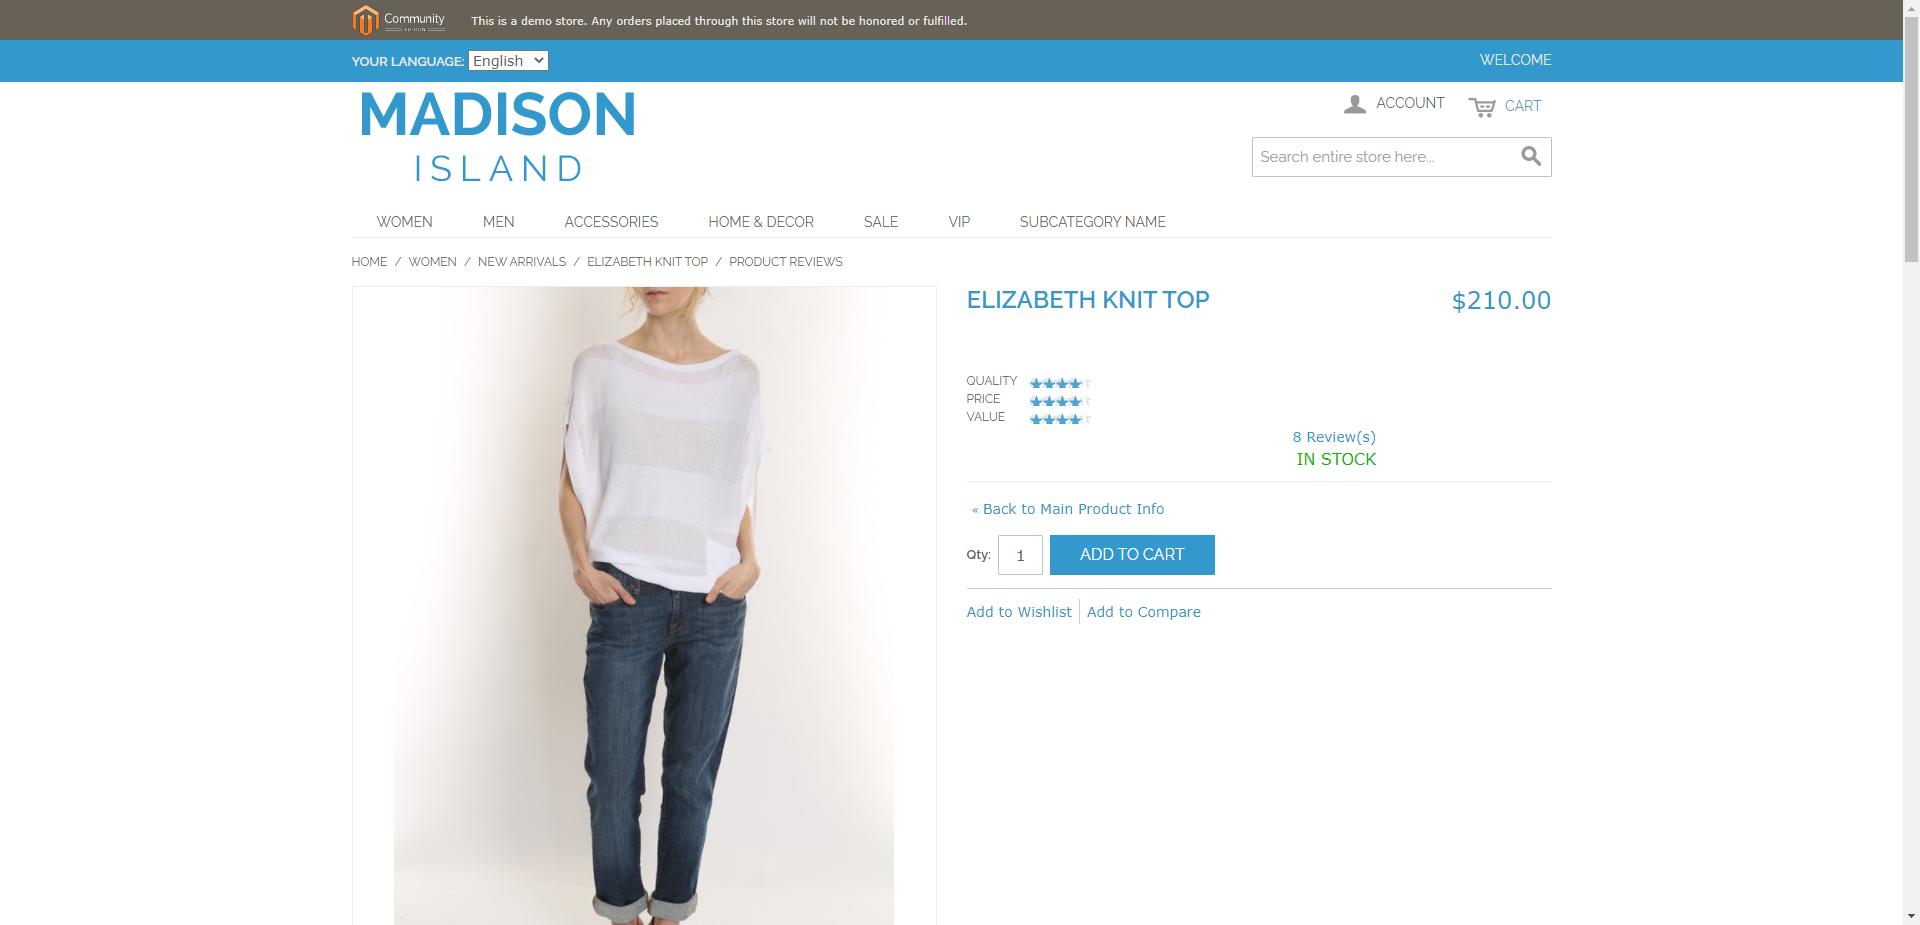 Community
EDITION
This is a demo store. Any orders placed through this store will not be honored or fulfilled.
YOUR LANGUAGE: English
WELCOME
MADISON
ISLAND
ACCOUNT
CART
Search entire store here...
WOMEN MEN ACCESSORIES HOME & DECOR SALE VIP SUBCATEGORY NAME
HOME / WOMEN / NEW ARRIVALS / ELIZABETH KNIT TOP / PRODUCT REVIEWS
ELIZABETH KNIT TOP
$210.00
QUALITY
PRICE
VALUE
8 Review(s)
IN STOCK
« Back to Main Product Info
Qty: 1 ADD TO CART
Add to Wishlist Add to Compare